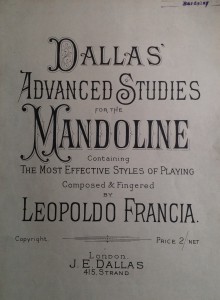 DALLAS'
ADVANCED STUDIES
FOR THE
MANDOLINE
Containing
THE MOST EFFECTIVE STYLES OF PLAYING
Composed & Fingered
BY
LEOPOLDO FRANCIA.
Copyright.
PRICE 2/ NET
London
J. E. DALLAS
415, STRAND